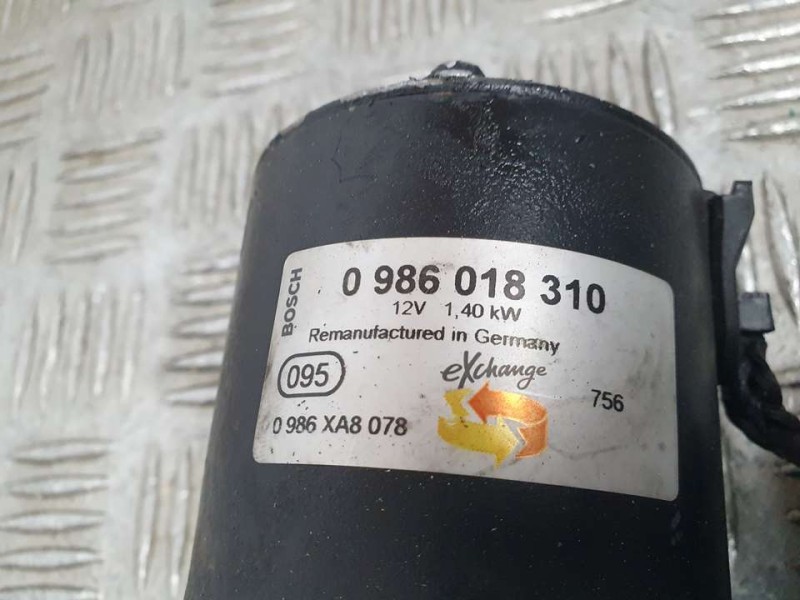 BOSCH
0 986 018 310
12V 1,40 kW
Remanufactured in Germany
095
eXchange
756
0 986 XA8 078